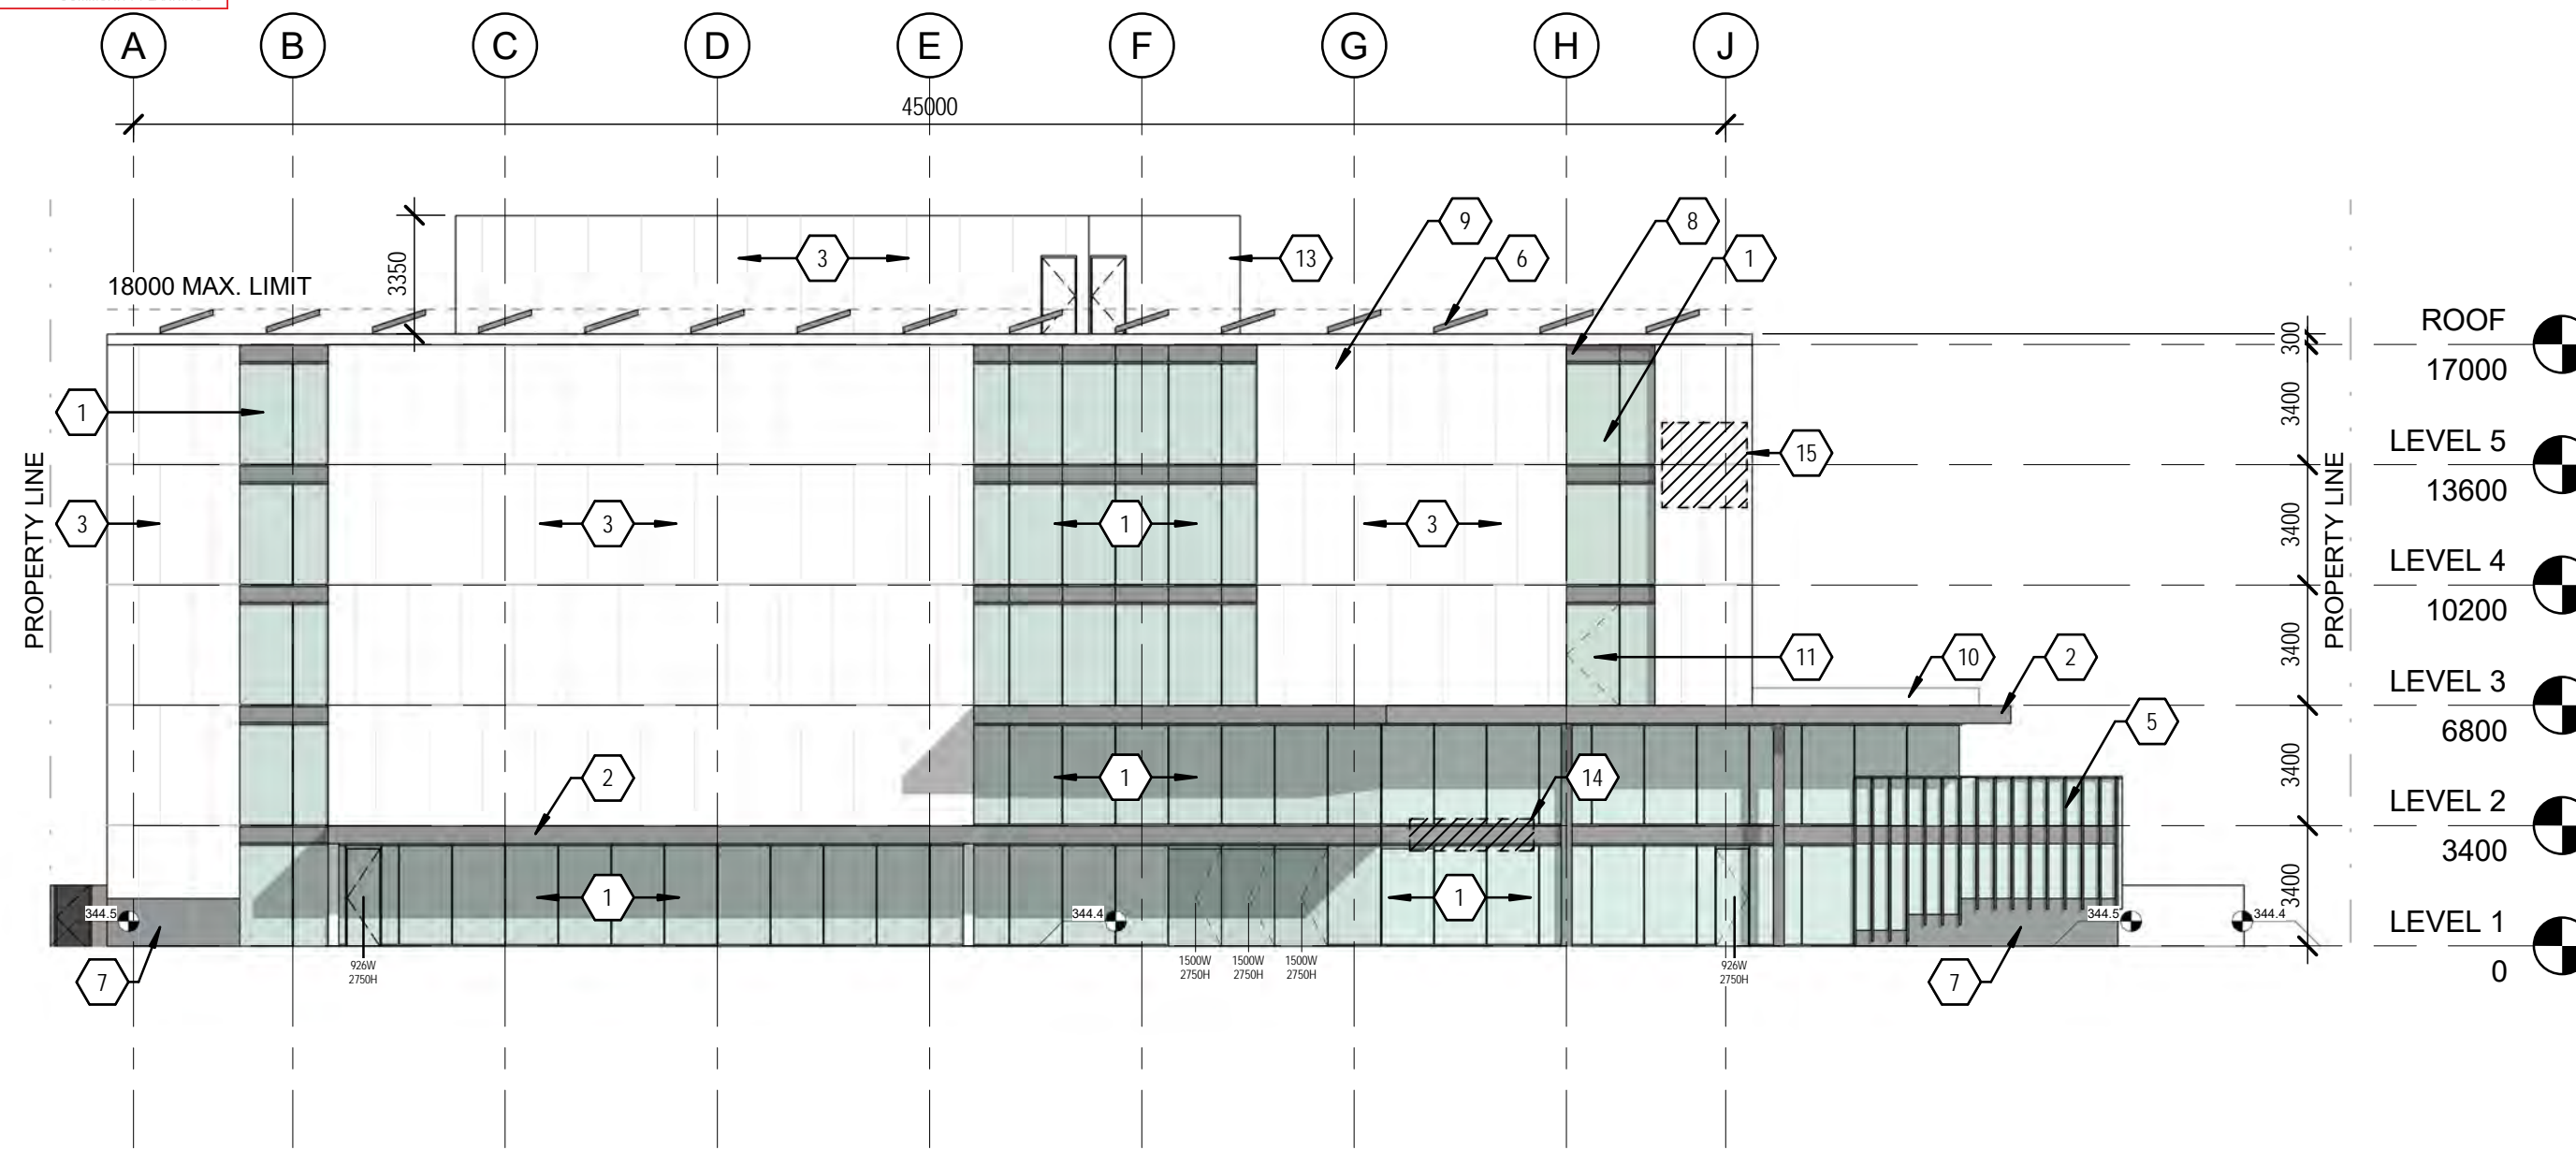 A B C D E F G H J
45000
9 8
3 13 6 1
3350
18000 MAX. LIMIT
ROOF
300
17000
1
3400
LEVEL 5
15
13600
PROPERTY LINE
PROPERTY LINE
3 3 1 3
3400
LEVEL 4
10200
11 10 2
3400
LEVEL 3
6800
5
2 1 14
3400
LEVEL 2
3400
1 1
3400
344.5 344.4 344.5 344.4
LEVEL 1
0
926W
2750H
1500W 1500W 1500W
2750H 2750H 2750H
926W
2750H
7 7